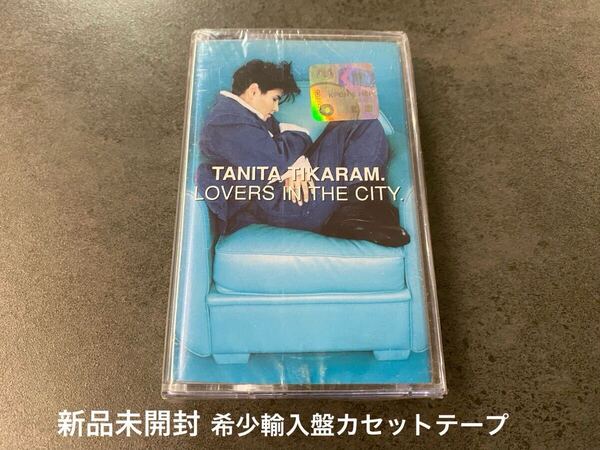 TANITA TIKARAM.
LOVERS IN THE CITY.
新品未開封 希少輸入盤カセットテープ